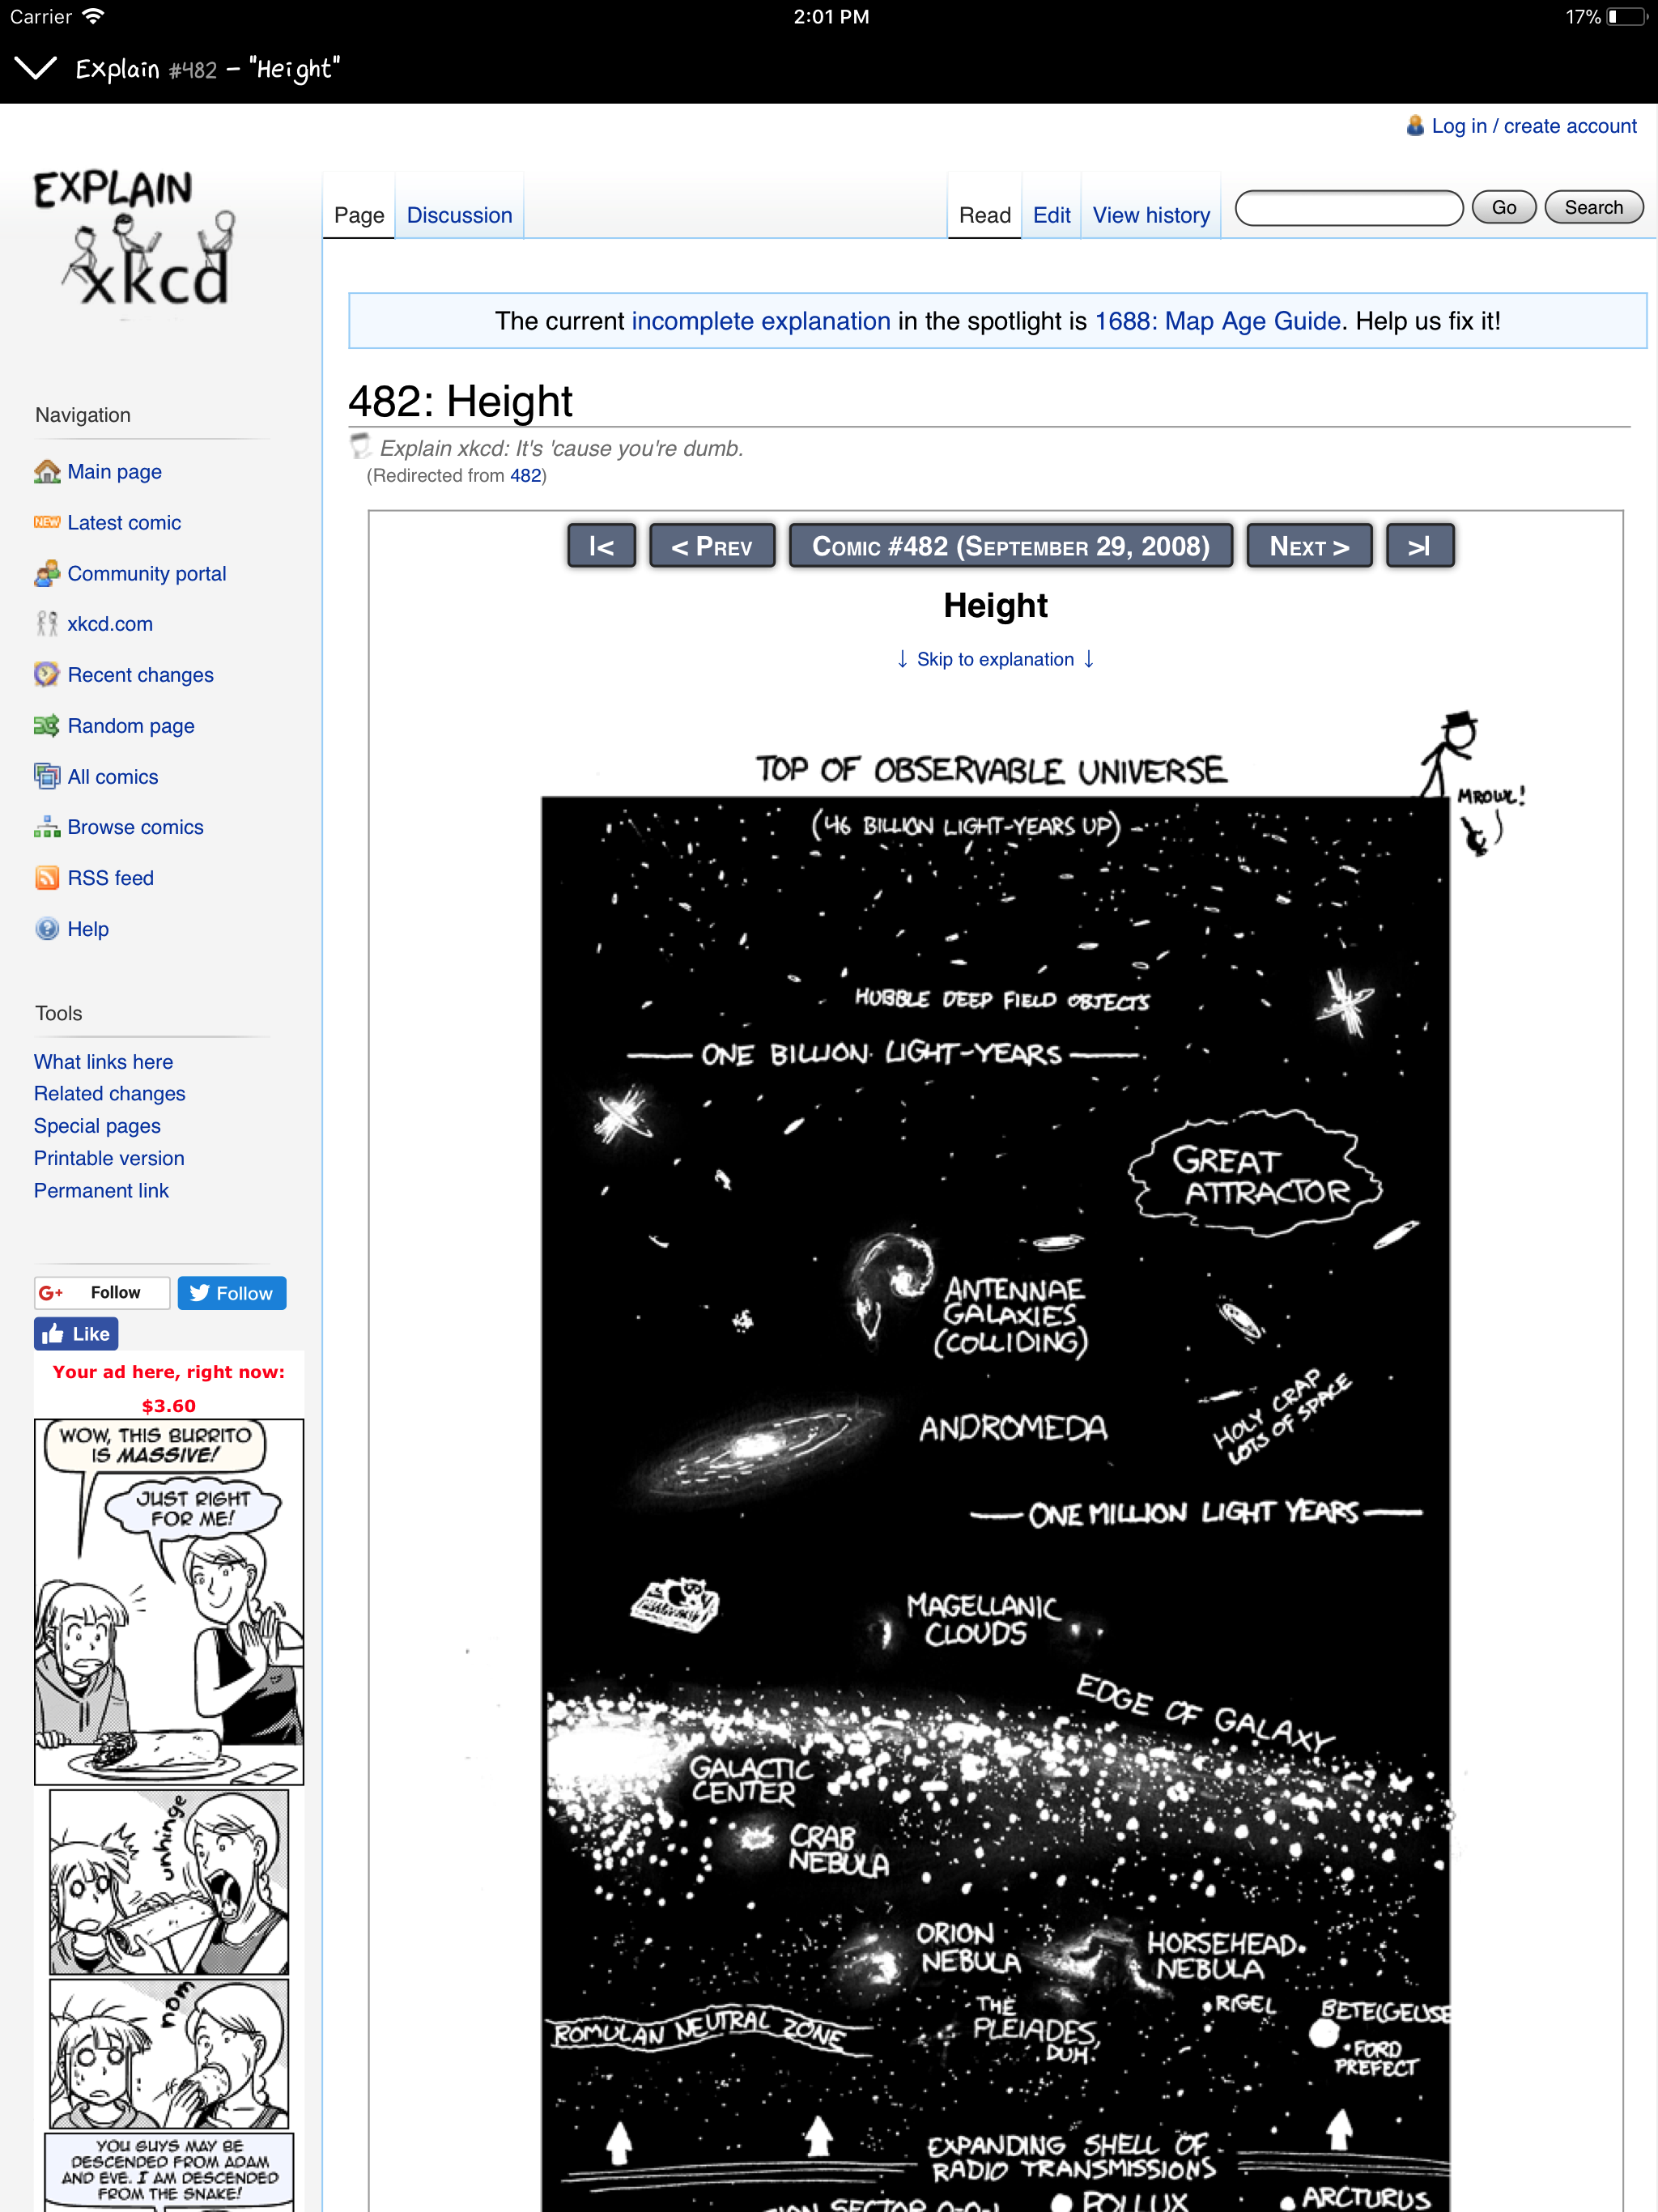 Carrier 2:01 PM 17%
Explain #482 – "Height"
Log in / create account
EXPLAIN
xkcd
Page Discussion Read Edit View history Go Search
The current incomplete explanation in the spotlight is 1688: Map Age Guide. Help us fix it!
482: Height
Explain xkcd: It's 'cause you're dumb.
(Redirected from 482)
Navigation
Main page
Latest comic
NEW
Community portal
xkcd.com
Recent changes
Random page
All comics
Browse comics
RSS feed
Help
Tools
What links here
Related changes
Special pages
Printable version
Permanent link
G+ Follow Follow
Like
Your ad here, right now:
$3.60
WOW, THIS BURRITO
IS MASSIVE!
JUST RIGHT
FOR ME!
unhinge
nom
YOU GUYS MAY BE
DESCENDED FROM ADAM
AND EVE. I AM DESCENDED
FROM THE SNAKE!
|< < PREV COMIC #482 (SEPTEMBER 29, 2008) NEXT > >|
Height
↓ Skip to explanation ↓
TOP OF OBSERVABLE UNIVERSE
MROWL!
(46 BILLION LIGHT-YEARS UP)
HUBBLE DEEP FIELD OBJECTS
ONE BILLION LIGHT-YEARS
GREAT
ATTRACTOR
ANTENNAE
GALAXIES
(COLLIDING)
HOLY CRAP
LOTS OF SPACE
ANDROMEDA
ONE MILLION LIGHT YEARS
MAGELLANIC
CLOUDS
EDGE OF GALAXY
GALACTIC
CENTER
CRAB
NEBULA
ORION
NEBULA
HORSEHEAD
NEBULA
ROMULAN NEUTRAL ZONE
THE
PLEIADES,
DUH.
RIGEL
BETELGEUSE
FORD
PREFECT
EXPANDING SHELL OF
RADIO TRANSMISSIONS
SECTOR 0-0-1
POLLUX
ARCTURUS